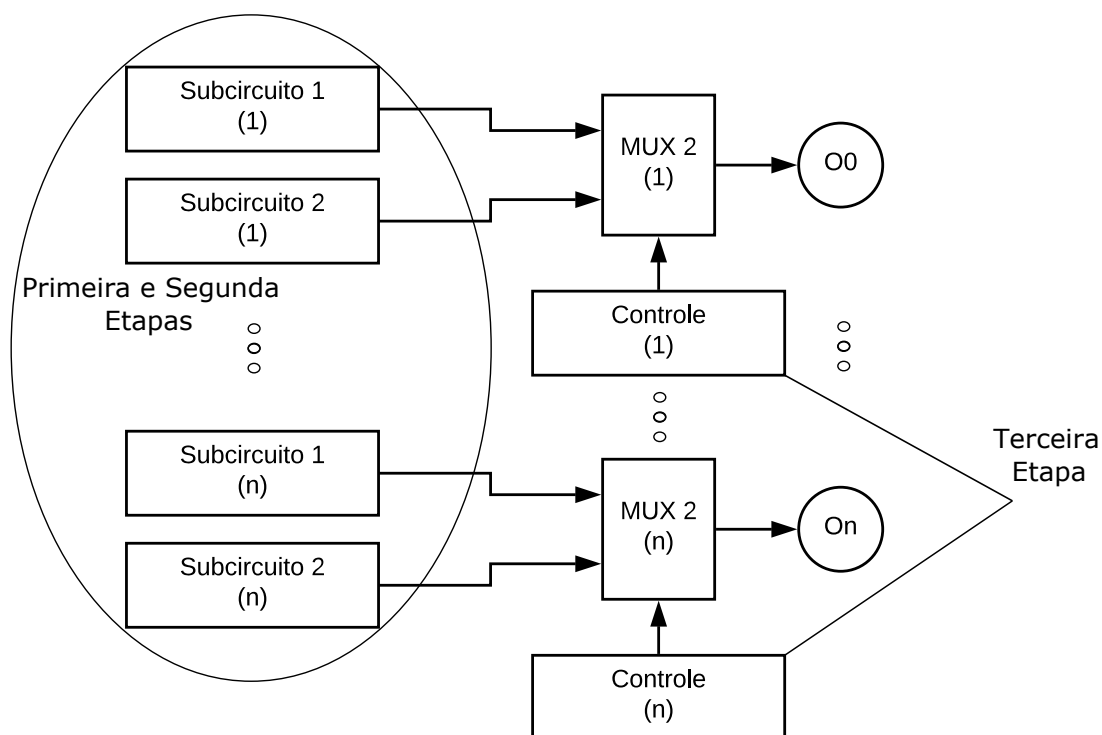 Subcircuito 1
(1)
MUX 2
(1)
O0
Subcircuito 2
(1)
Primeira e Segunda
Etapas
Controle
(1)
Subcircuito 1
(n)
Terceira
Etapa
MUX 2
(n)
On
Subcircuito 2
(n)
Controle
(n)